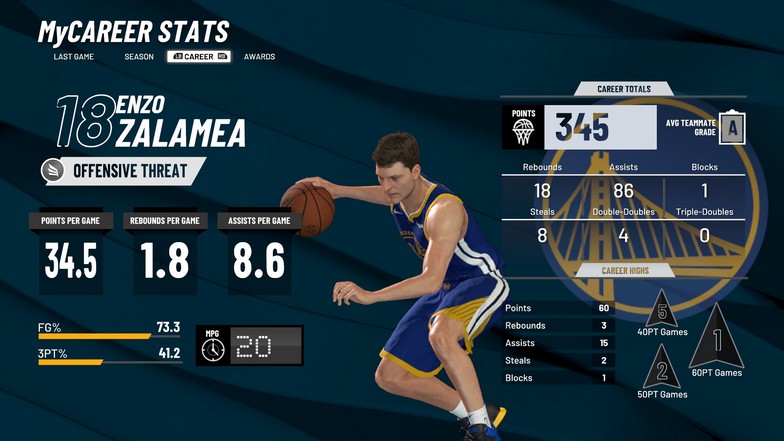 MyCAREER STATS
LAST GAME SEASON LB CAREER RB AWARDS
18 ENZO
ZALAMEA
OFFENSIVE THREAT
POINTS PER GAME REBOUNDS PER GAME ASSISTS PER GAME
34.5 1.8 8.6
FG% 73.3
3PT% 41.2
MPG 20
CAREER TOTALS
POINTS 345 AVG TEAMMATE GRADE A
Rebounds Assists Blocks
18 86 1
Steals Double-Doubles Triple-Doubles
8 4 0
CAREER HIGHS
Points 60
Rebounds 3
Assists 15
Steals 2
Blocks 1
5
40PT Games
1
60PT Games
2
50PT Games